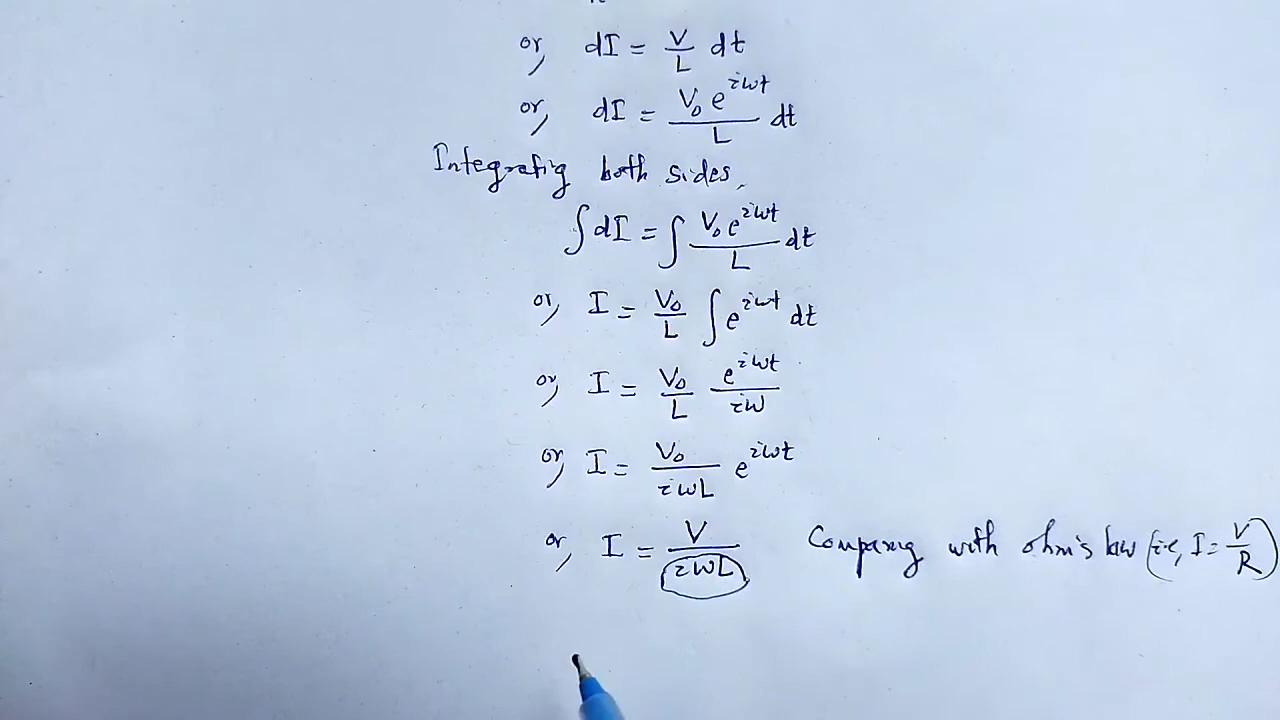 or, dI = V/L dt
or, dI = V₀ e^{iωt}/L dt
Integrating both sides,
∫dI = ∫ V₀ e^{iωt}/L dt
or, I = V₀/L ∫ e^{iωt} dt
or, I = V₀/L e^{iωt}/iω
or, I = V₀/iωL e^{iωt}
or, I = V/iωL Comparing with ohm's law (i.e, I = V/R)